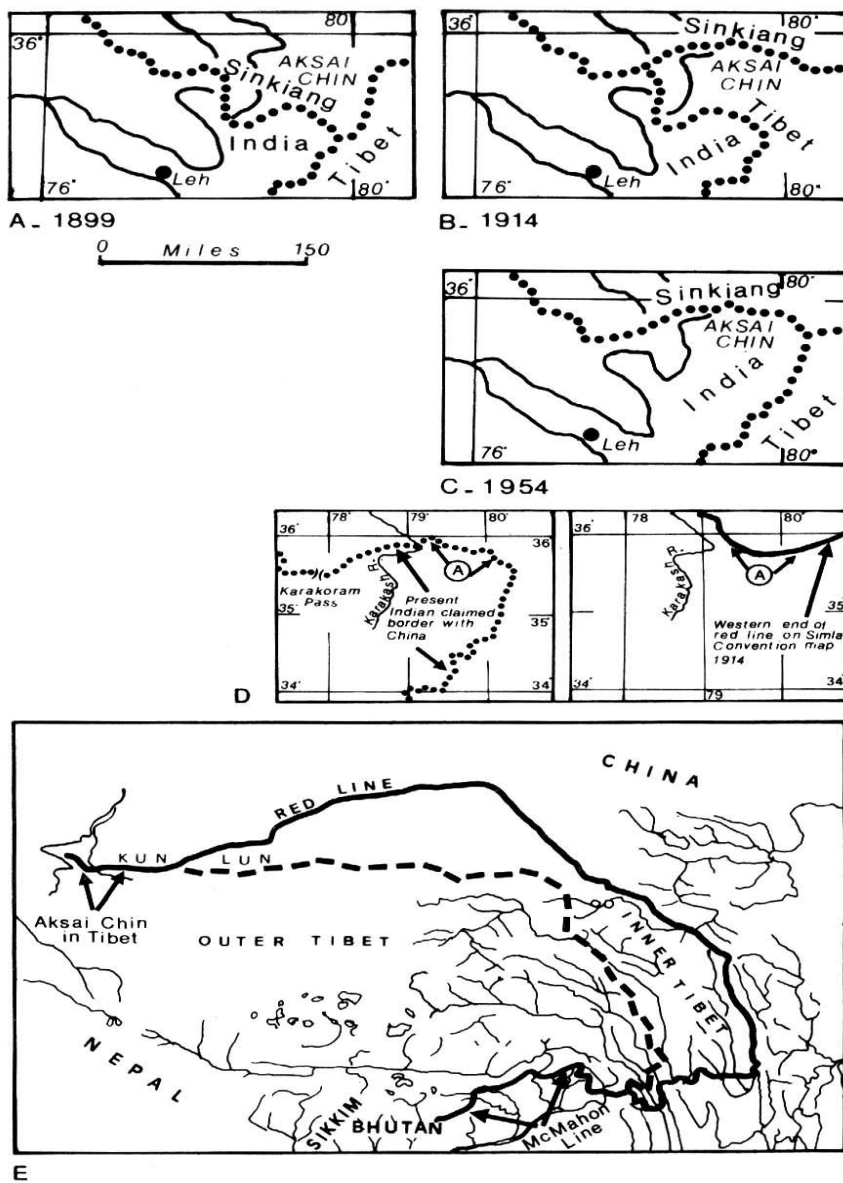 80°
36°
Sinkiang
AKSAI
CHIN
India
Tibet
Leh
76°
80°
A - 1899
0 Miles 150
80°
36°
Sinkiang
AKSAI
CHIN
Tibet
India
Leh
76°
80°
B - 1914
80°
36°
Sinkiang
AKSAI
CHIN
India
Tibet
Leh
76°
80°
C - 1954
78° 79° 80°
36° 36°
Karakoram
Pass
Karakash R.
A
Present
Indian claimed
border with
China
35° 35°
34° 34°
D
78 80°
36° 36
Karakash R.
A
35°
Western end of
red line on Simla
Convention map
1914
34° 34°
79
CHINA
RED LINE
KUN LUN
Aksai Chin
in Tibet
OUTER TIBET
INNER TIBET
NEPAL
SIKKIM
BHUTAN
McMahon
Line
E